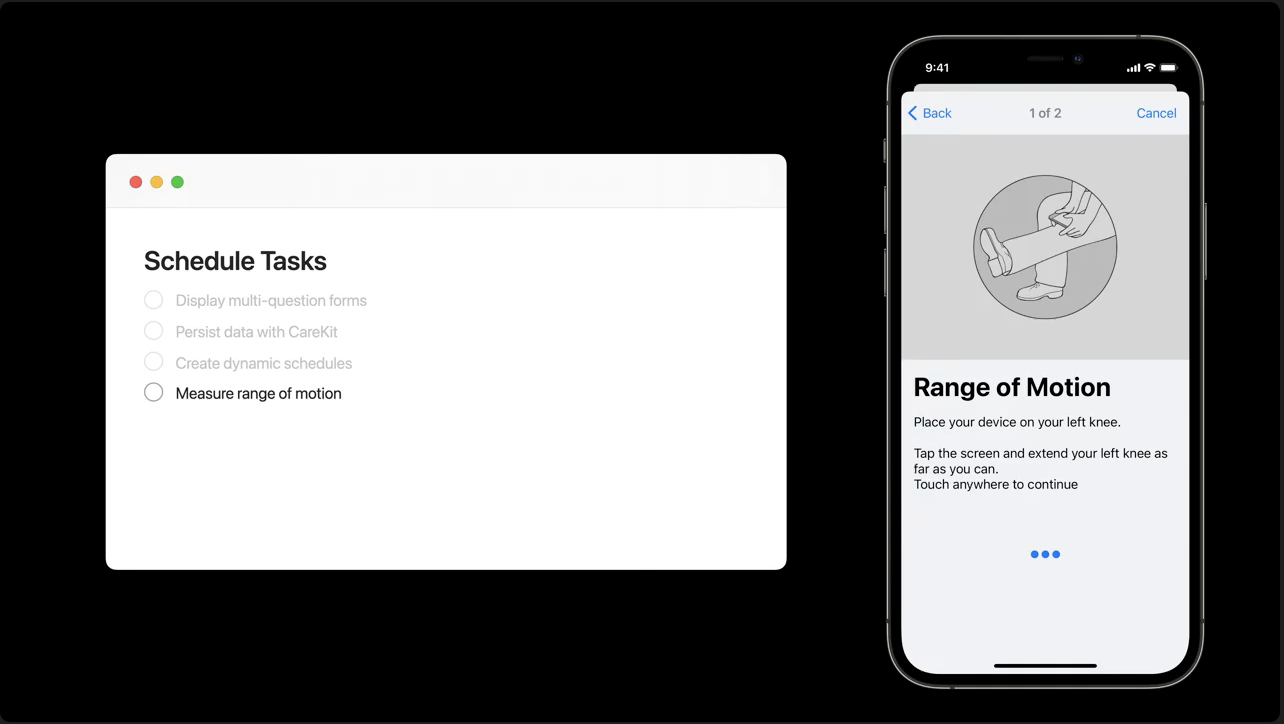 Schedule Tasks
Display multi-question forms
Persist data with CareKit
Create dynamic schedules
Measure range of motion
9:41
Back
1 of 2
Cancel
Range of Motion
Place your device on your left knee.
Tap the screen and extend your left knee as
far as you can.
Touch anywhere to continue